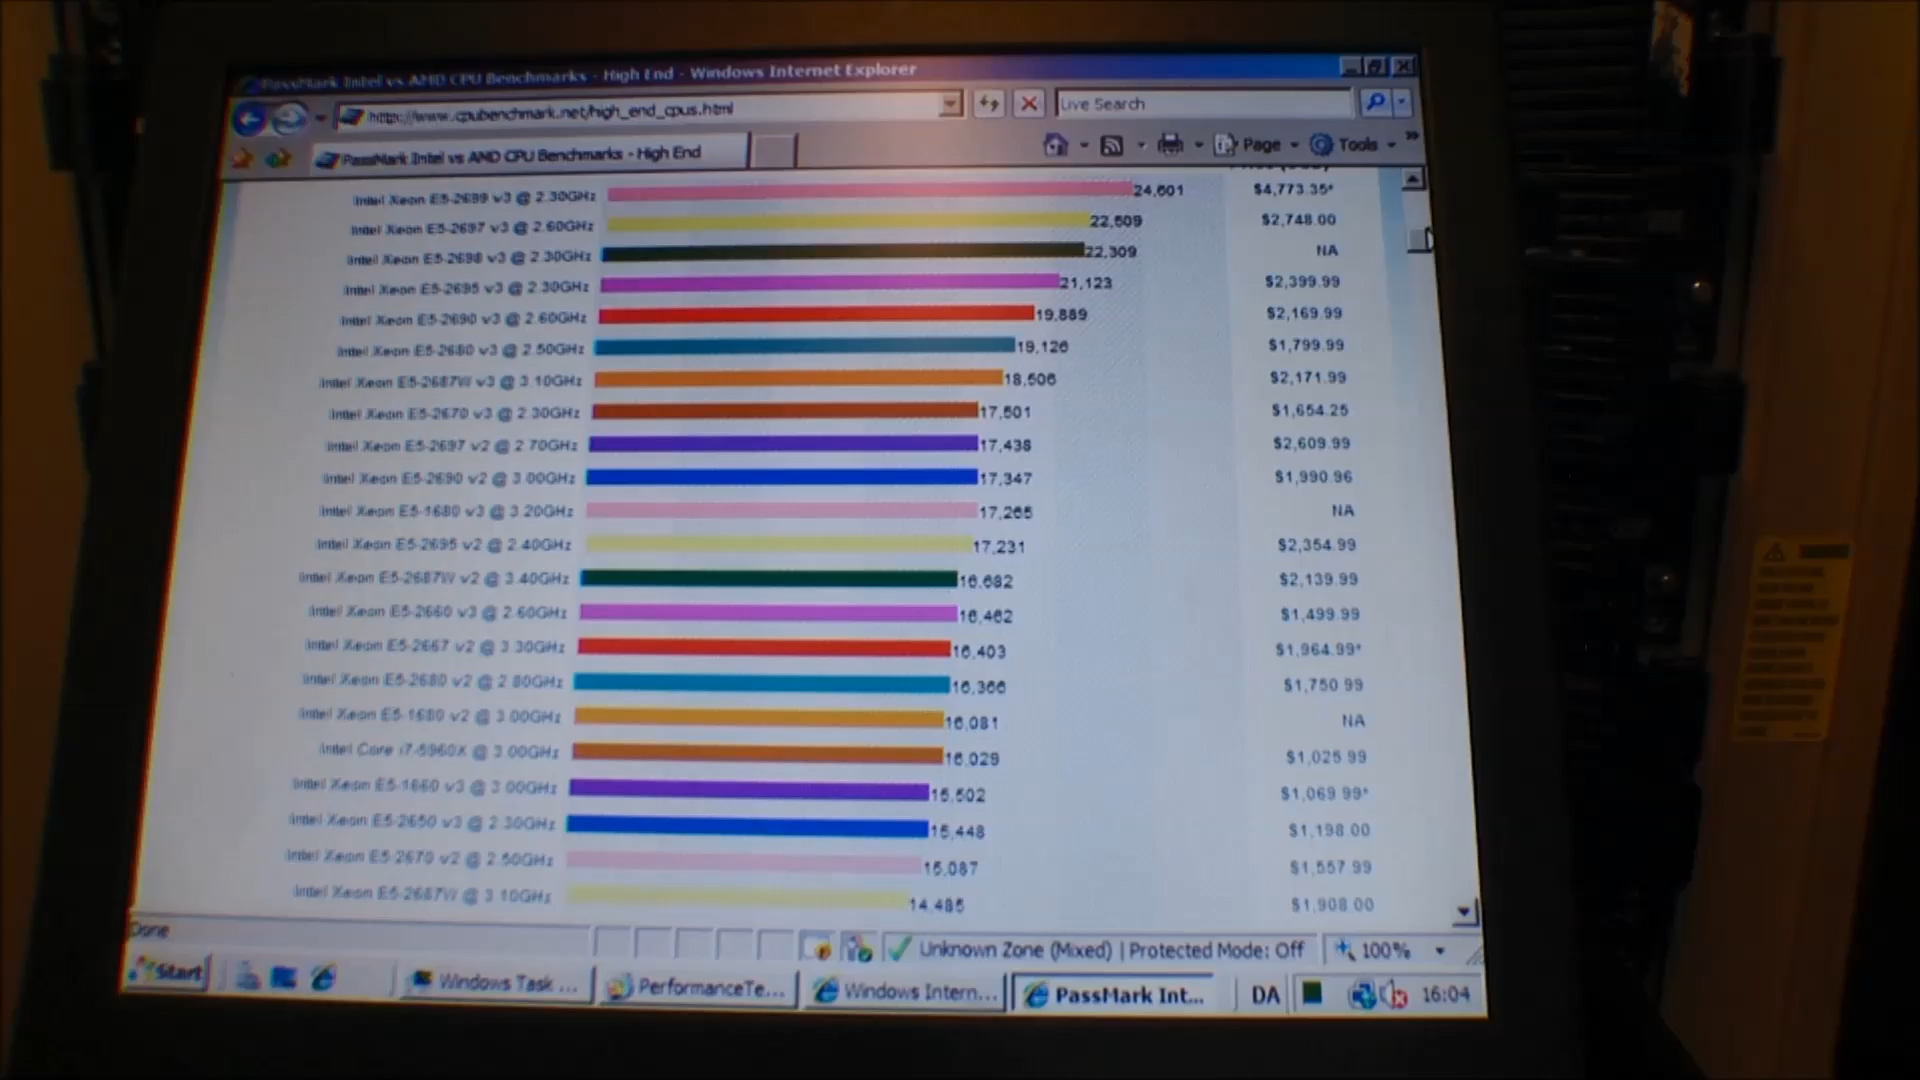 PassMark Intel vs AMD CPU Benchmarks - High End - Windows Internet Explorer
https://www.cpubenchmark.net/high_end_cpus.html
Live Search
PassMark Intel vs AMD CPU Benchmarks - High End
Page
Tools
Intel Xeon E5-2699 v3 @ 2.30GHz 24,601 $4,773.35*
Intel Xeon E5-2697 v3 @ 2.60GHz 22,609 $2,748.00
Intel Xeon E5-2698 v3 @ 2.30GHz 22,309 NA
Intel Xeon E5-2695 v3 @ 2.30GHz 21,123 $2,399.99
Intel Xeon E5-2690 v3 @ 2.60GHz 19,889 $2,169.99
Intel Xeon E5-2680 v3 @ 2.50GHz 19,126 $1,799.99
Intel Xeon E5-2687W v3 @ 3.10GHz 18,506 $2,171.99
Intel Xeon E5-2670 v3 @ 2.30GHz 17,501 $1,654.25
Intel Xeon E5-2697 v2 @ 2.70GHz 17,438 $2,609.99
Intel Xeon E5-2690 v2 @ 3.00GHz 17,347 $1,990.96
Intel Xeon E5-1680 v3 @ 3.20GHz 17,265 NA
Intel Xeon E5-2695 v2 @ 2.40GHz 17,231 $2,354.99
Intel Xeon E5-2687W v2 @ 3.40GHz 16,682 $2,139.99
Intel Xeon E5-2660 v3 @ 2.60GHz 16,462 $1,499.99
Intel Xeon E5-2667 v2 @ 3.30GHz 16,403 $1,964.99*
Intel Xeon E5-2680 v2 @ 2.80GHz 16,366 $1,750.99
Intel Xeon E5-1680 v2 @ 3.00GHz 16,081 NA
Intel Core i7-5960X @ 3.00GHz 16,029 $1,025.99
Intel Xeon E5-1660 v3 @ 3.00GHz 15,502 $1,069.99*
Intel Xeon E5-2650 v3 @ 2.30GHz 15,448 $1,198.00
Intel Xeon E5-2670 v2 @ 2.50GHz 15,087 $1,557.99
Intel Xeon E5-2687W @ 3.10GHz 14,485 $1,908.00
Done
Unknown Zone (Mixed) | Protected Mode: Off
100%
Start
Windows Task ...
PerformanceTe...
Windows Intern...
PassMark Int...
DA
16:04